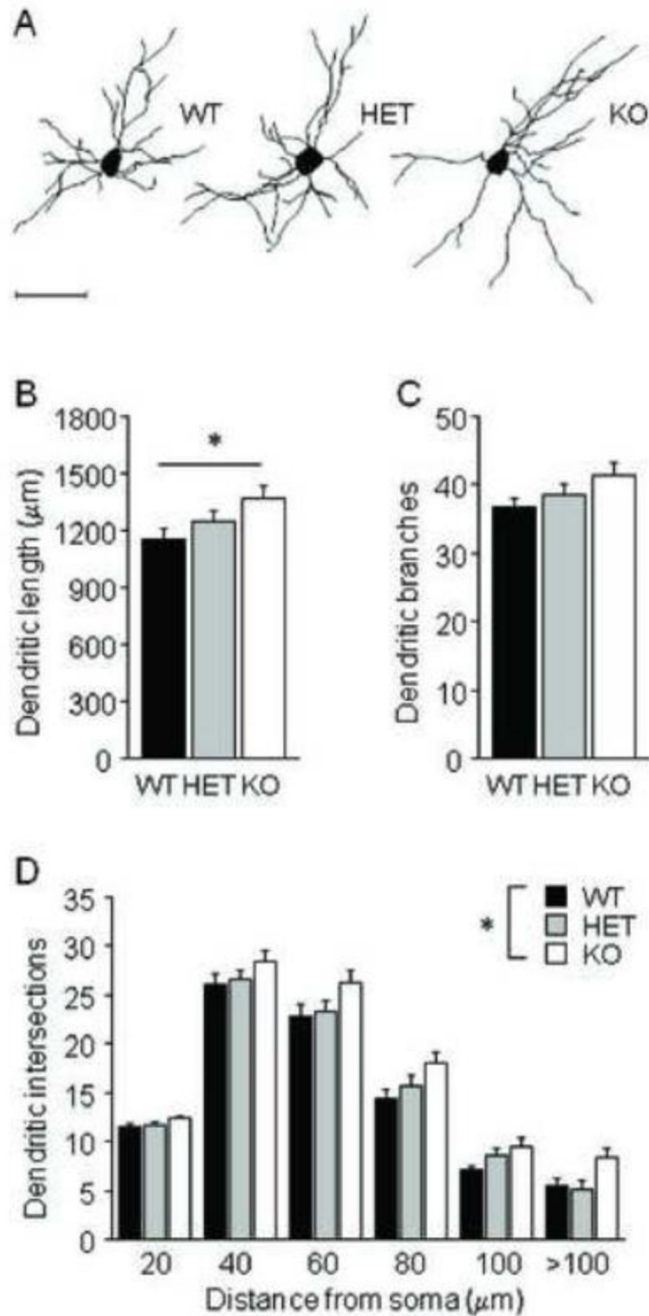 A
WT
HET
KO
B
Dendritic length (μm)
1800
1500
1200
900
600
300
0
*
WT HET KO
C
Dendritic branches
50
40
30
20
10
0
WT HET KO
D
Dendritic intersections
35
30
25
20
15
10
5
0
* WT
HET
KO
20 40 60 80 100 >100
Distance from soma (μm)